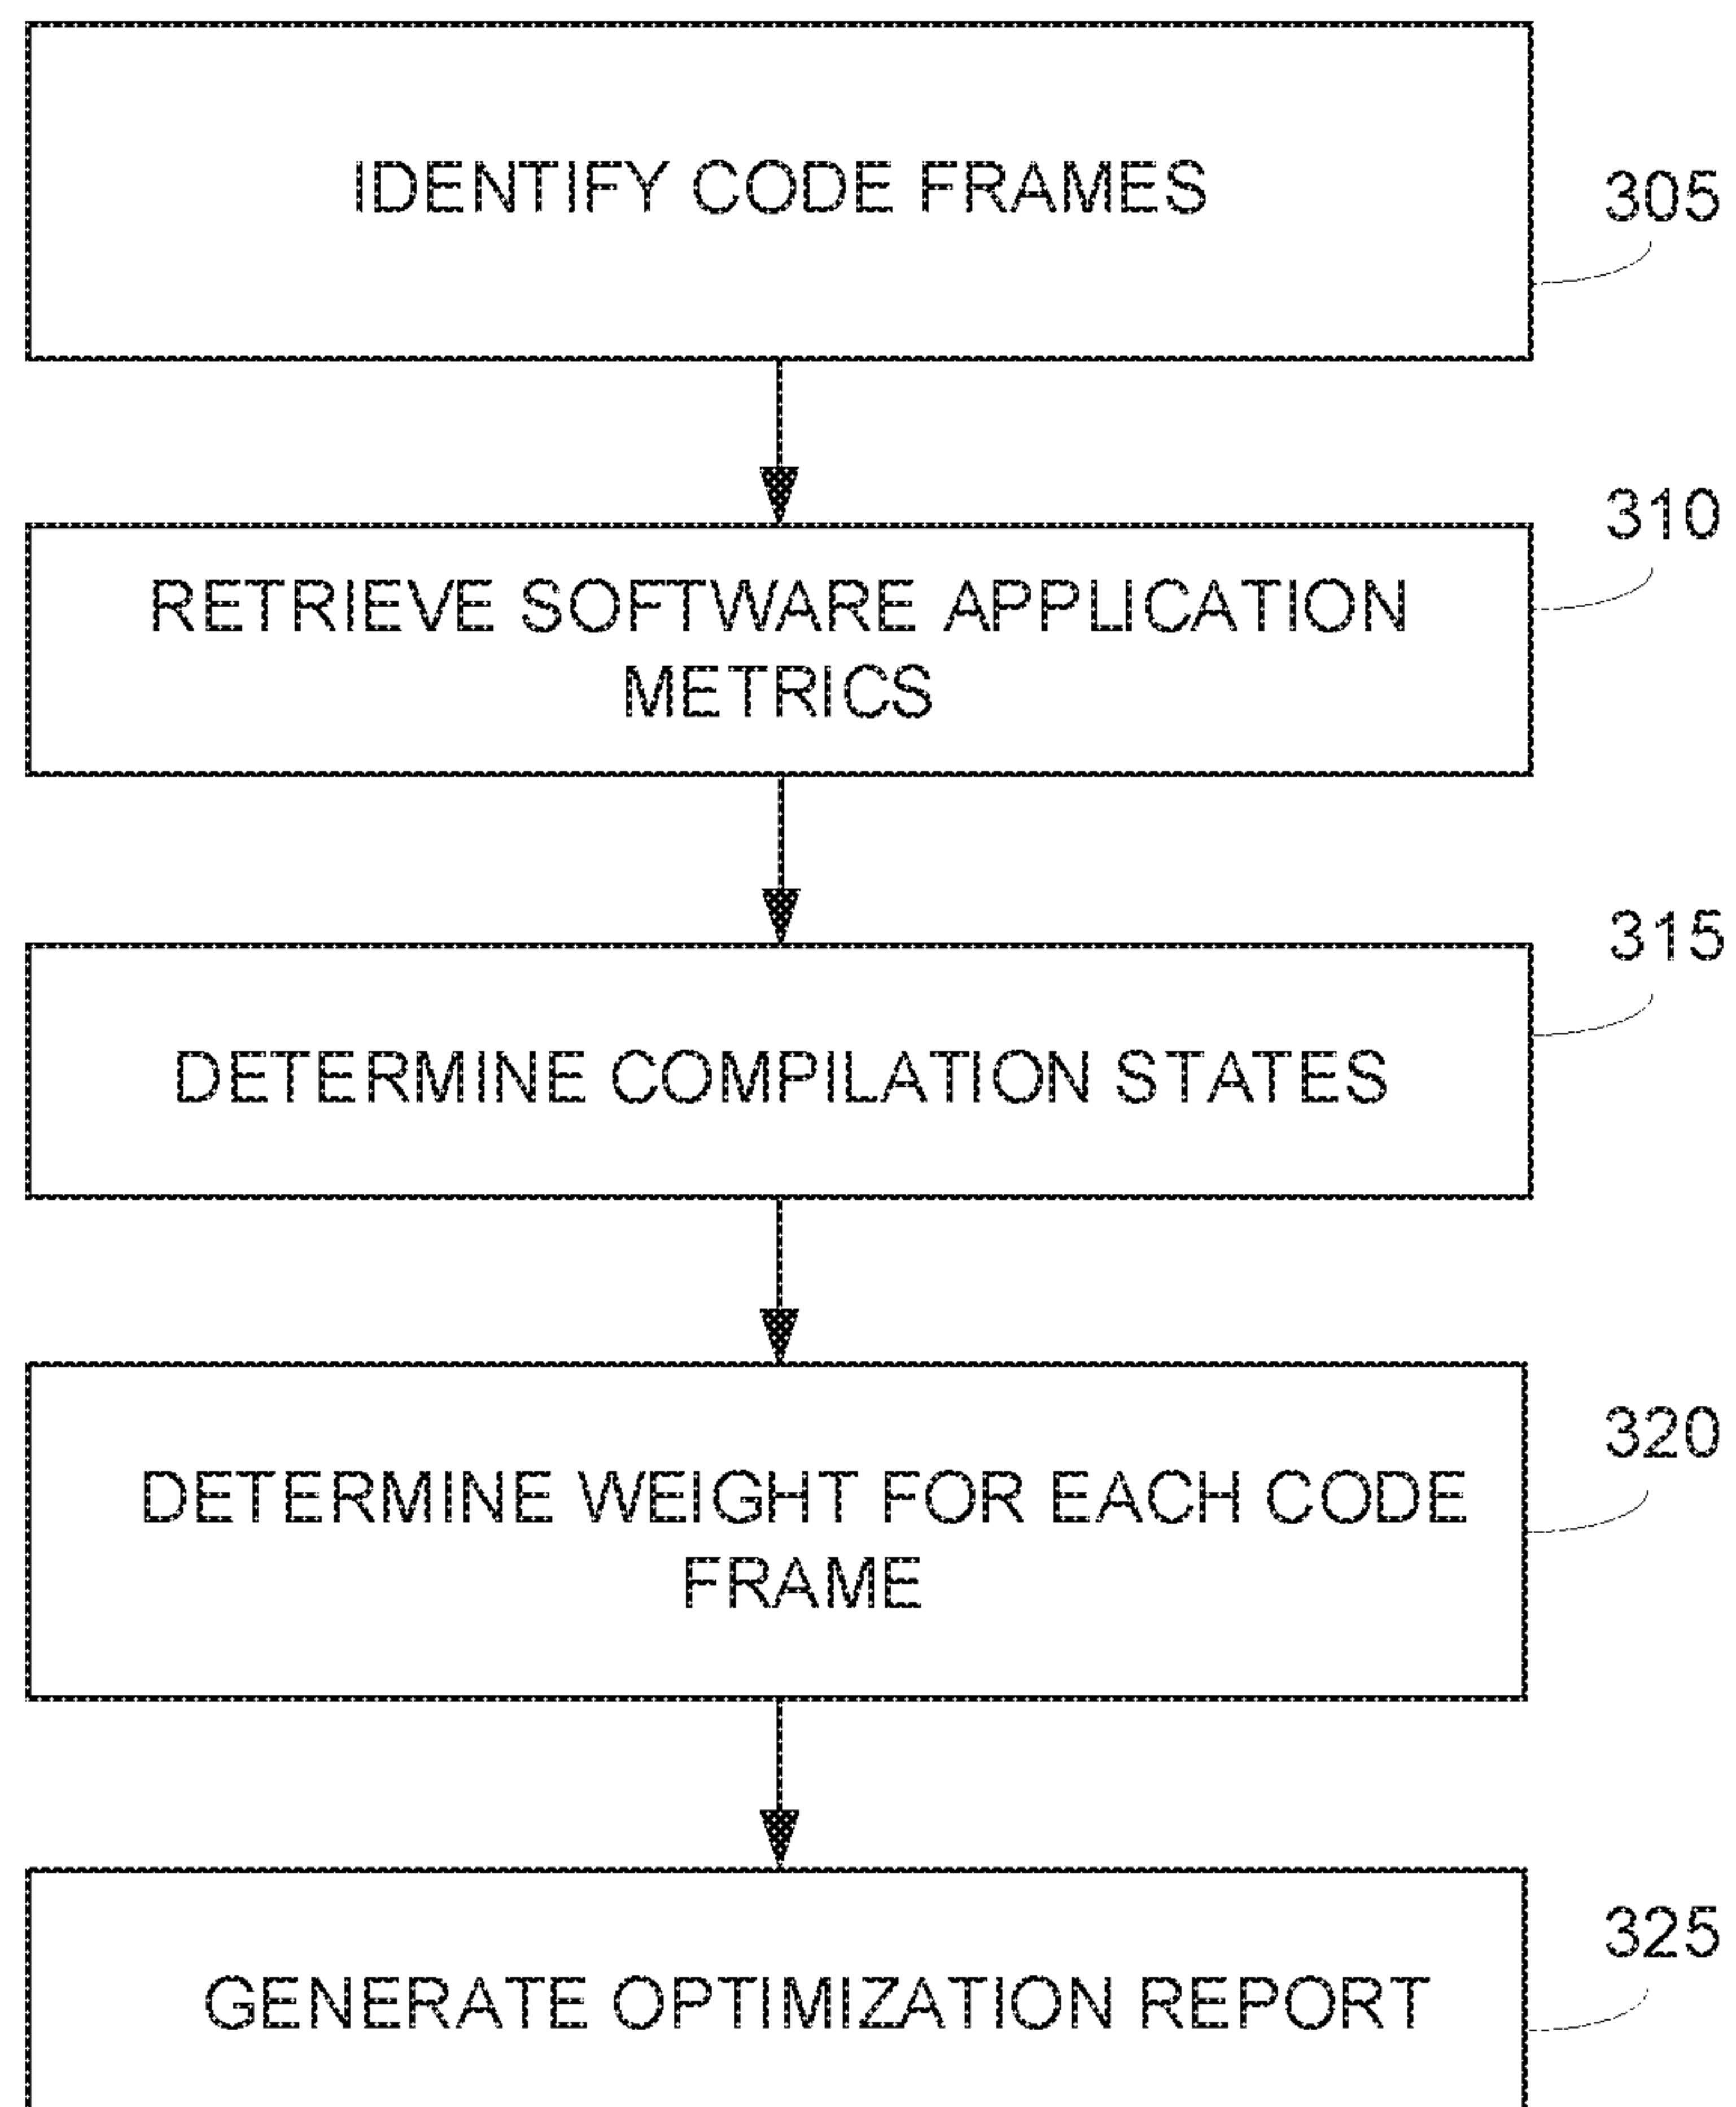 IDENTIFY CODE FRAMES
305
310
RETRIEVE SOFTWARE APPLICATION
METRICS
315
DETERMINE COMPILATION STATES
320
DETERMINE WEIGHT FOR EACH CODE
FRAME
325
GENERATE OPTIMIZATION REPORT